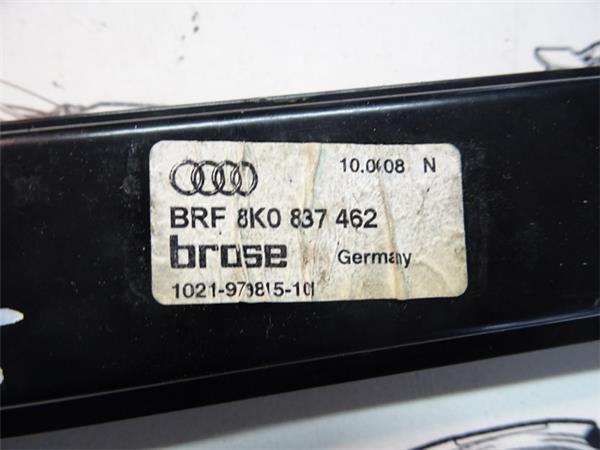 10.0408 N
BRF 8K0 837 462
brose Germany
1021-979815-101